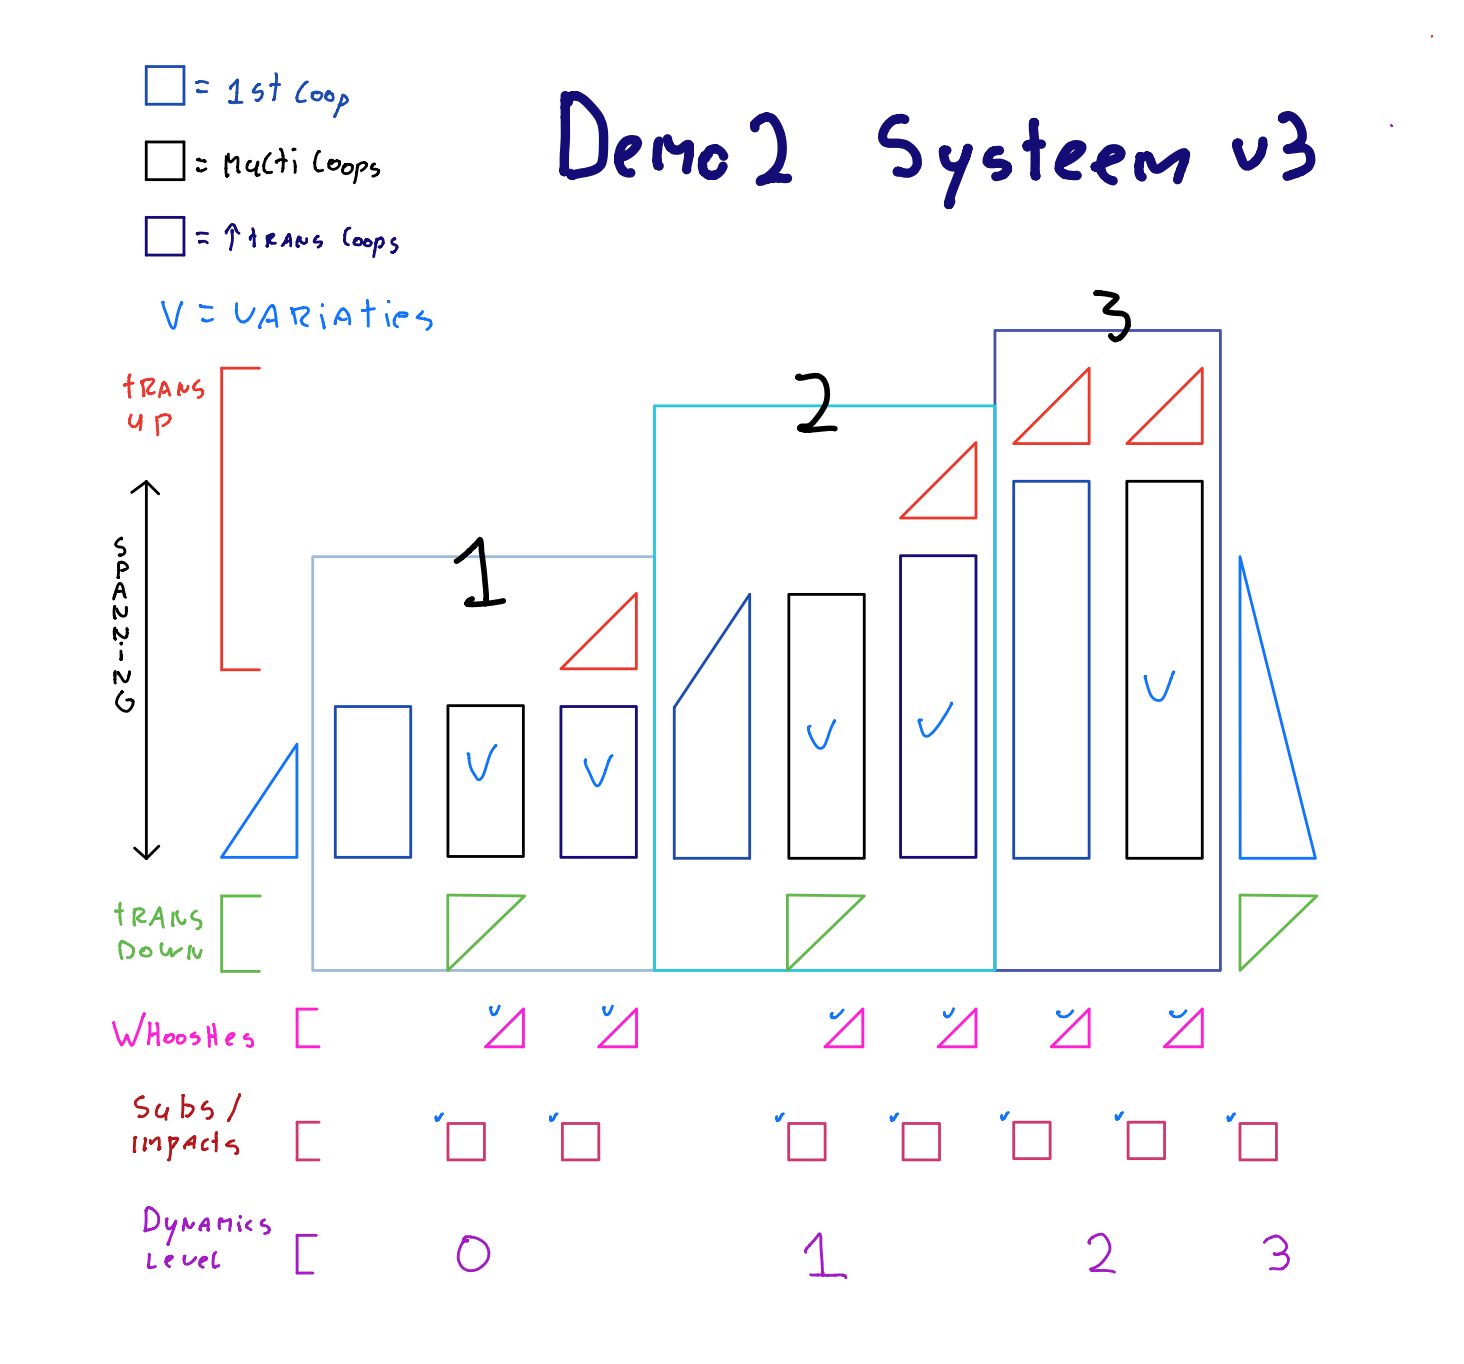 = 1st Loop
= Multi Loops
= ↑ trans Loops
V = VARiaties
Demo 2 Systeem v3
tRANS
UP
SPANNiNG
tRANS
DOWN
1
2
3
V
V
V
V
V
WHoosHes
Subs/
impacts
DyNAmics
Level
0
1
2
3